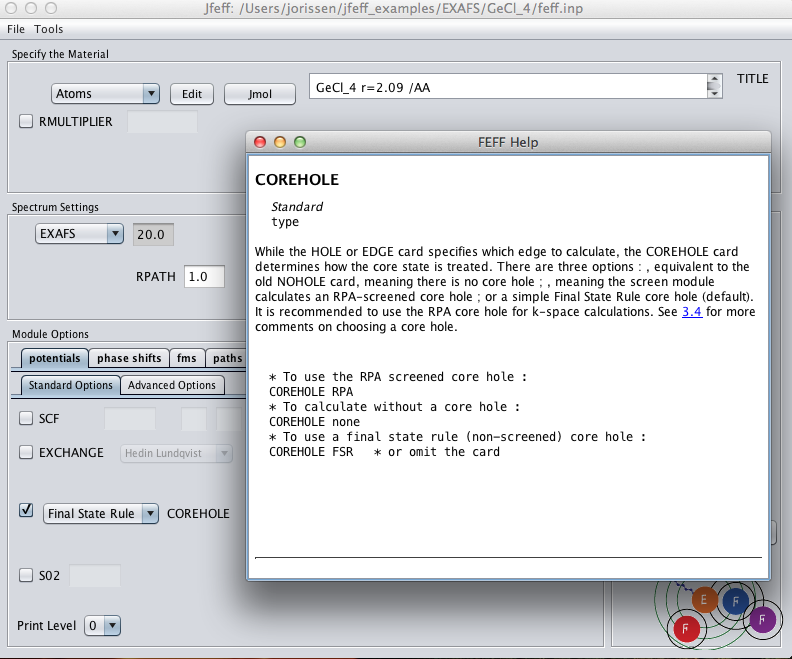 Jfeff: /Users/jorissen/jfeff_examples/EXAFS/GeCl_4/feff.inp
File Tools
Specify the Material
Atoms Edit Jmol GeCl_4 r=2.09 /AA TITLE
RMULTIPLIER
FEFF Help
COREHOLE
Standard
type
While the HOLE or EDGE card specifies which edge to calculate, the COREHOLE card
determines how the core state is treated. There are three options : , equivalent to the
old NOHOLE card, meaning there is no core hole ; , meaning the screen module
calculates an RPA-screened core hole ; or a simple Final State Rule core hole (default).
It is recommended to use the RPA core hole for k-space calculations. See 3.4 for more
comments on choosing a core hole.
* To use the RPA screened core hole :
COREHOLE RPA
* To calculate without a core hole :
COREHOLE none
* To use a final state rule (non-screened) core hole :
COREHOLE FSR   * or omit the card
Spectrum Settings
EXAFS 20.0
RPATH 1.0
Module Options
potentials phase shifts fms paths
Standard Options Advanced Options
SCF
EXCHANGE Hedin Lundqvist
Final State Rule COREHOLE
S02
Print Level 0
E F
F F